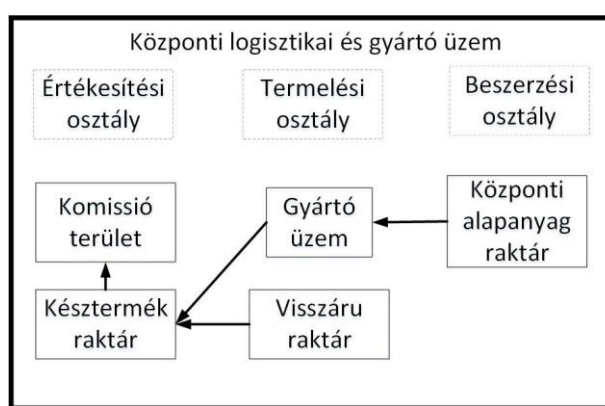 Központi logisztikai és gyártó üzem
Értékesítési
osztály
Termelési
osztály
Beszerzési
osztály
Komissió
terület
Gyártó
üzem
Központi
alapanyag
raktár
Késztermék
raktár
Visszáru
raktár